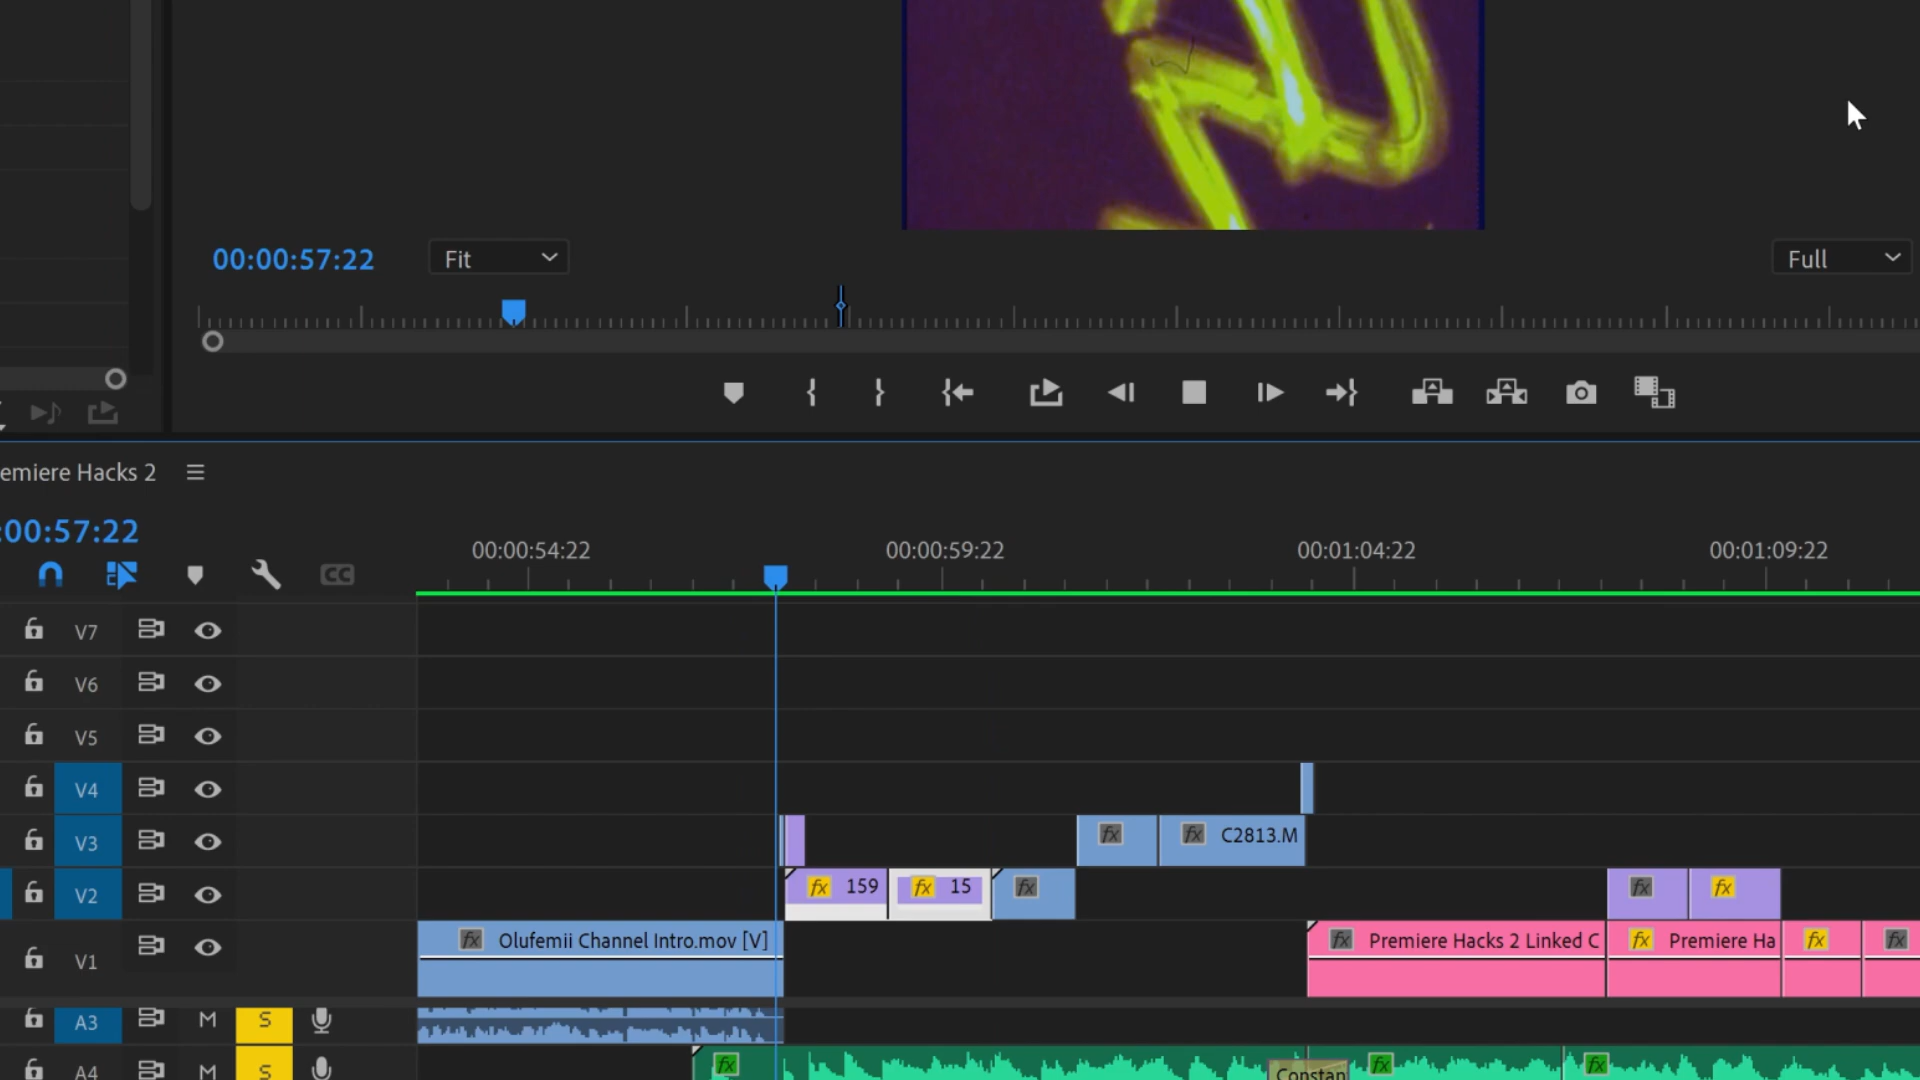 00:00:57:22
Fit
Full
emiere Hacks 2
:00:57:22
CC
00:00:54:22
00:00:59:22
00:01:04:22
00:01:09:22
V7
V6
V5
V4
V3
fx
fx C2813.M
V2
fx 159
fx 15
fx
fx
fx
V1
fx Olufemii Channel Intro.mov [V]
fx Premiere Hacks 2 Linked C
fx Premiere Ha
fx
fx
A3
M
S
A4
M
S
fx
Constan
fx
fx